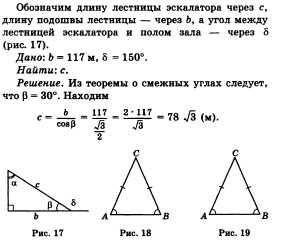 Обозначим длину лестницы эскалатора через c,
длину подошвы лестницы — через b, а угол между
лестницей эскалатора и полом зала — через δ
(рис. 17).
Дано: b = 117 м, δ = 150°.
Найти: c.
Решение. Из теоремы о смежных углах следует,
что β = 30°. Находим
c = b/cosβ = 117/(√3/2) = 2 · 117/√3 = 78 √3 (м).
α c β δ b
C A B
C A B
Рис. 17 Рис. 18 Рис. 19